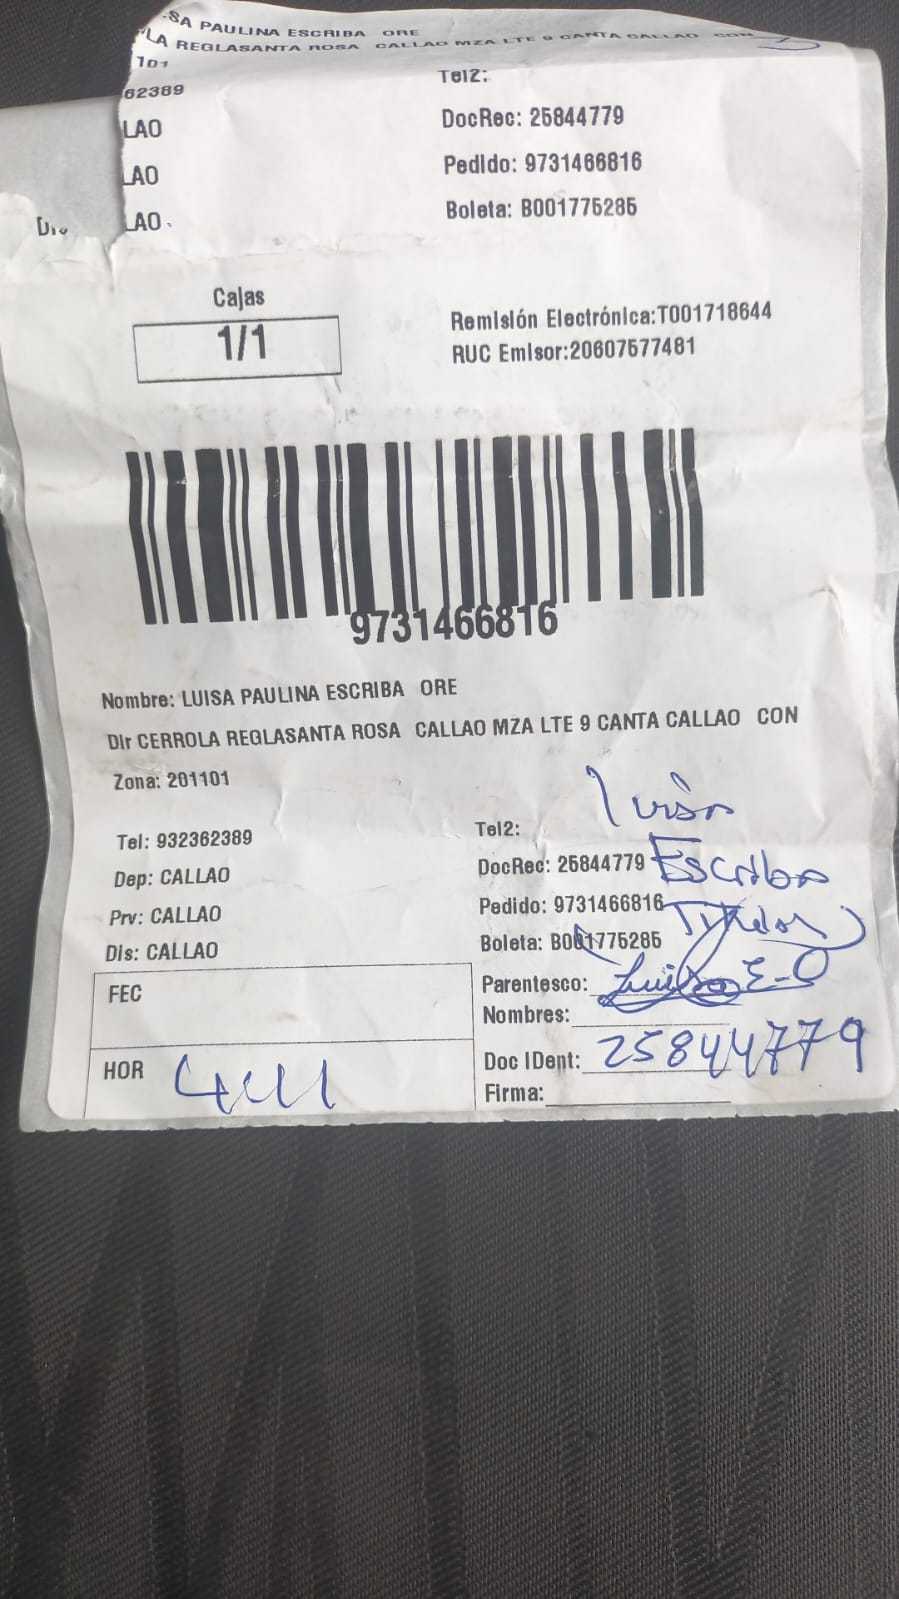 SA PAULINA ESCRIBA ORE
LA REGLASANTA ROSA CALLAO MZA LTE 9 CANTA CALLAO CON
62389
Tel2:
LAO
DocRec: 25844779
LAO
Pedido: 9731466816
LAO
Boleta: B001775285
Cajas
1/1
Remisión Electrónica:T001718644
RUC Emisor:20607577481
9731466816
Nombre: LUISA PAULINA ESCRIBA ORE
Dir CERROLA REGLASANTA ROSA CALLAO MZA LTE 9 CANTA CALLAO CON
Zona: 201101
Tel: 932362389
Tel2:
Dep: CALLAO
DocRec: 25844779
Escriba
Prv: CALLAO
Pedido: 9731466816
Titular
Dis: CALLAO
Boleta: B001775285
FEC
Parentesco:
Nombres:
HOR
Doc IDent: 25844779
Firma: